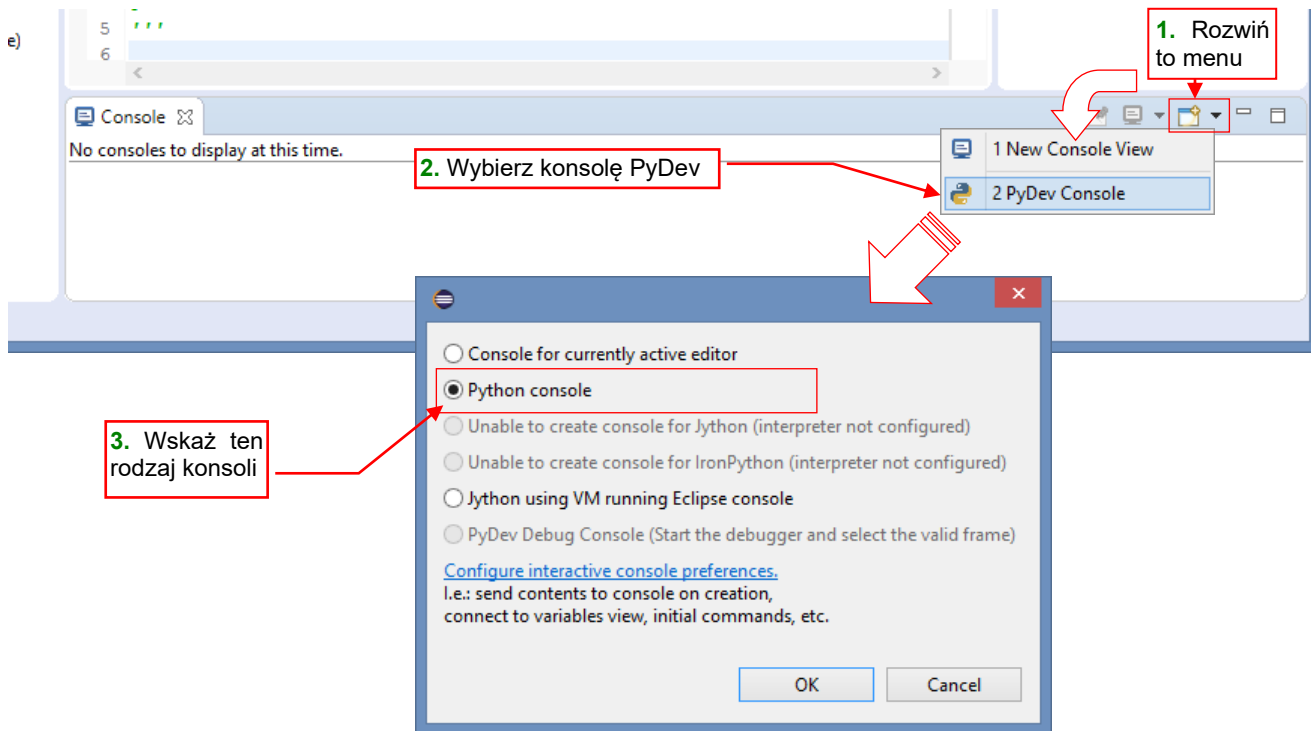 e)
5 '''
6
1. Rozwiń
to menu
Console
No consoles to display at this time.
1 New Console View
2. Wybierz konsolę PyDev
2 PyDev Console
Console for currently active editor
Python console
Unable to create console for Jython (interpreter not configured)
3. Wskaż ten
rodzaj konsoli
Unable to create console for IronPython (interpreter not configured)
Jython using VM running Eclipse console
PyDev Debug Console (Start the debugger and select the valid frame)
Configure interactive console preferences.
I.e.: send contents to console on creation,
connect to variables view, initial commands, etc.
OK Cancel